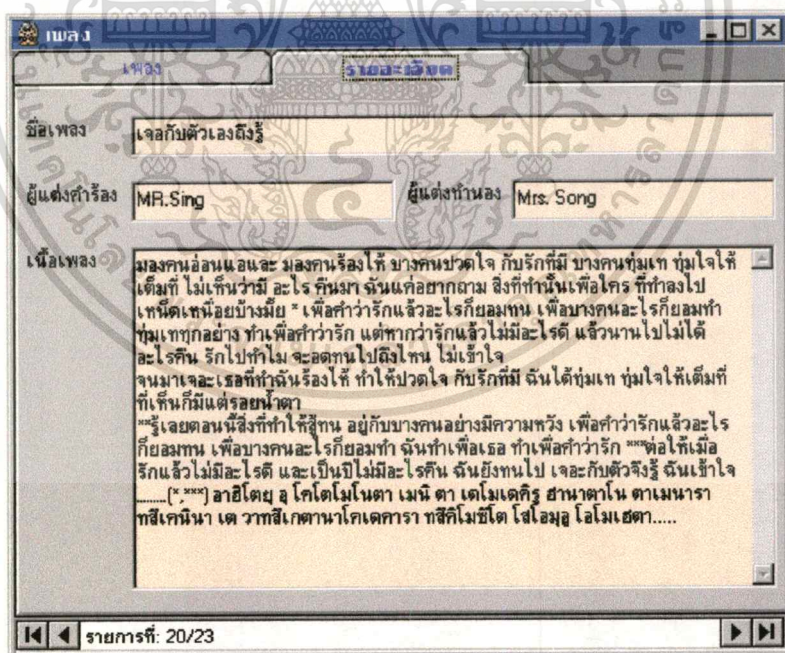 เพลง
เพลง รายละเอียด
ชื่อเพลง เจอกับตัวเองถึงรู้
ผู้แต่งคำร้อง MR.Sing ผู้แต่งทำนอง Mrs. Song
เนื้อเพลง มองคนอ่อนแอและ มองคนร้องไห้ บางคนปวดใจ กับรักที่มี บางคนทุ่มเท ทุ่มใจให้
เต็มที่ ไม่เห็นว่ามี อะไร คืนมา ฉันแค่อยากถาม สิ่งที่ทำนั้นเพื่อใคร ที่ทำลงไป
เหน็ดเหนื่อยบ้างมั้ย * เพื่อคำว่ารักแล้วอะไรก็ยอมทน เพื่อบางคนอะไรก็ยอมทำ
ทุ่มเททุกอย่าง ทำเพื่อคำว่ารัก แต่หากว่ารักแล้วไม่มีอะไรดี แล้วนานไปไม่ได้
อะไรคืน รักไปทำไม จะอดทนไปถึงไหน ไม่เข้าใจ
จนมาเจอะเธอที่ทำฉันร้องไห้ ทำให้ปวดใจ กับรักที่มี ฉันได้ทุ่มเท ทุ่มใจให้เต็มที่
ที่เห็นก็มีแต่รอยน้ำตา
**รู้เลยตอนนี้สิ่งที่ทำให้สู้ทน อยู่กับบางคนอย่างมีความหวัง เพื่อคำว่ารักแล้วอะไร
ก็ยอมทน เพื่อบางคนอะไรก็ยอมทำ ฉันทำเพื่อเธอ ทำเพื่อคำว่ารัก ***ต่อให้เมื่อ
รักแล้วไม่มีอะไรดี และเป็นปีไม่มีอะไรคืน ฉันยังทนไป เจอะกับตัวจึงรู้ ฉันเข้าใจ
........(*,***) อาฮิโตยุ อุ โคโตโมโนตา เมนิ ตา เตโมเตคิรู ฮานาตาโน ตาเมนารา
ทสึเคนินา เต วาทสึเกตานาโคเดคารา ทสึคิโมชิโต โสโอมุอุ โอโมเฮตา.....
รายการที่: 20/23